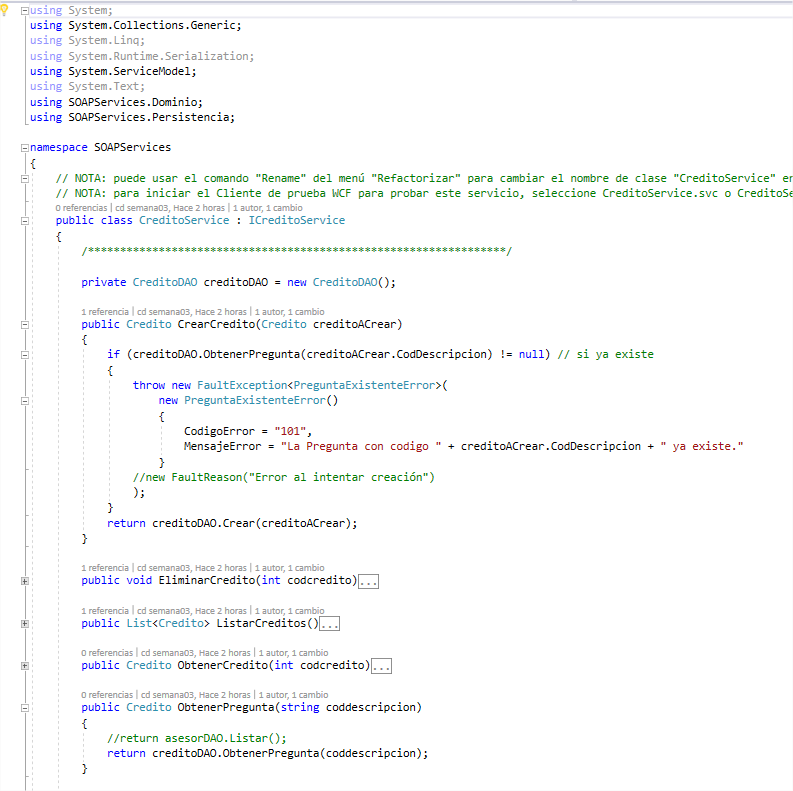 using System;
using System.Collections.Generic;
using System.Linq;
using System.Runtime.Serialization;
using System.ServiceModel;
using System.Text;
using SOAPServices.Dominio;
using SOAPServices.Persistencia;
namespace SOAPServices
{
// NOTA: puede usar el comando "Rename" del menú "Refactorizar" para cambiar el nombre de clase "CreditoService" en
// NOTA: para iniciar el Cliente de prueba WCF para probar este servicio, seleccione CreditoService.svc o CreditoSe
0 referencias | cd semana03, Hace 2 horas | 1 autor, 1 cambio
public class CreditoService : ICreditoService
{
/*****************************************************************/
private CreditoDAO creditoDAO = new CreditoDAO();
1 referencia | cd semana03, Hace 2 horas | 1 autor, 1 cambio
public Credito CrearCredito(Credito creditoACrear)
{
if (creditoDAO.ObtenerPregunta(creditoACrear.CodDescripcion) != null) // si ya existe
{
throw new FaultException<PreguntaExistenteError>(
new PreguntaExistenteError()
{
CodigoError = "101",
MensajeError = "La Pregunta con codigo " + creditoACrear.CodDescripcion + " ya existe."
}
//new FaultReason("Error al intentar creación")
);
}
return creditoDAO.Crear(creditoACrear);
}
1 referencia | cd semana03, Hace 2 horas | 1 autor, 1 cambio
public void EliminarCredito(int codcredito)...
1 referencia | cd semana03, Hace 2 horas | 1 autor, 1 cambio
public List<Credito> ListarCreditos()...
0 referencias | cd semana03, Hace 2 horas | 1 autor, 1 cambio
public Credito ObtenerCredito(int codcredito)...
0 referencias | cd semana03, Hace 2 horas | 1 autor, 1 cambio
public Credito ObtenerPregunta(string coddescripcion)
{
//return asesorDAO.Listar();
return creditoDAO.ObtenerPregunta(coddescripcion);
}